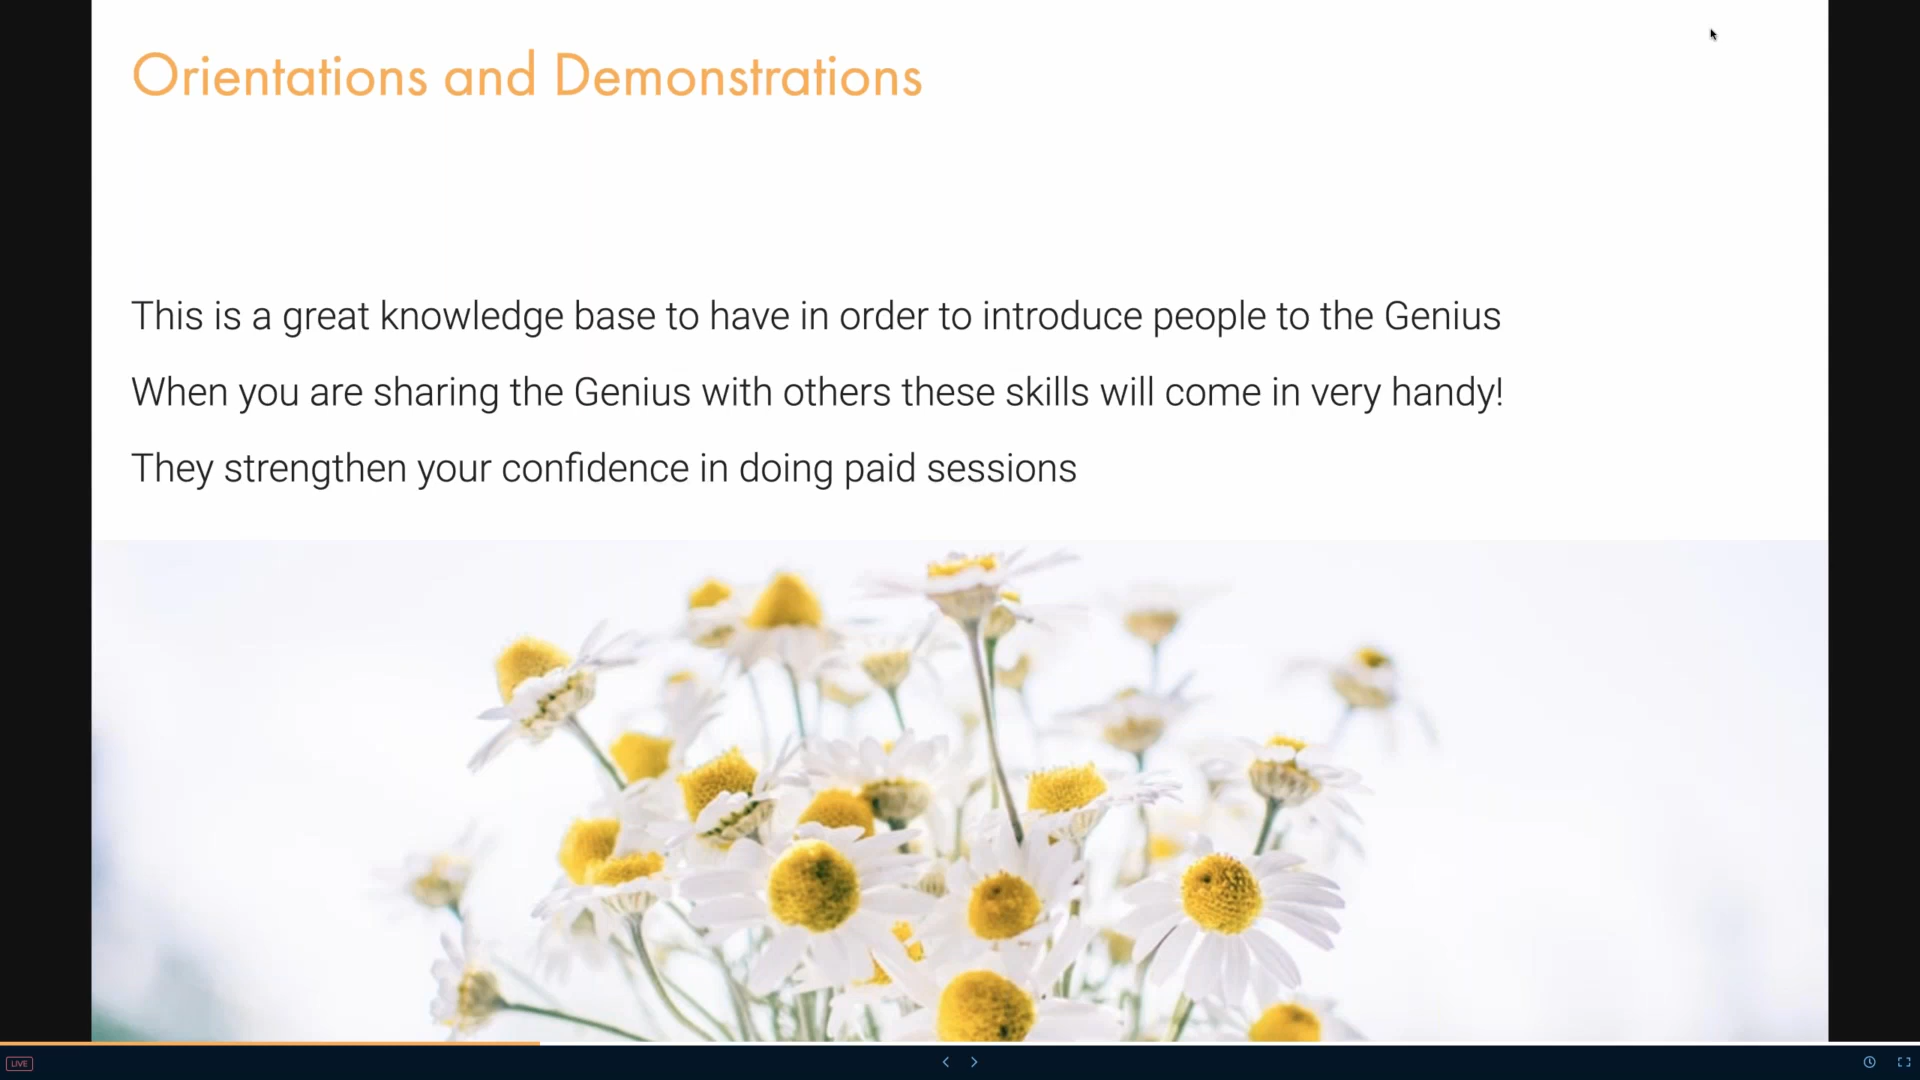 Orientations and Demonstrations
This is a great knowledge base to have in order to introduce people to the Genius
When you are sharing the Genius with others these skills will come in very handy!
They strengthen your confidence in doing paid sessions
LIVE